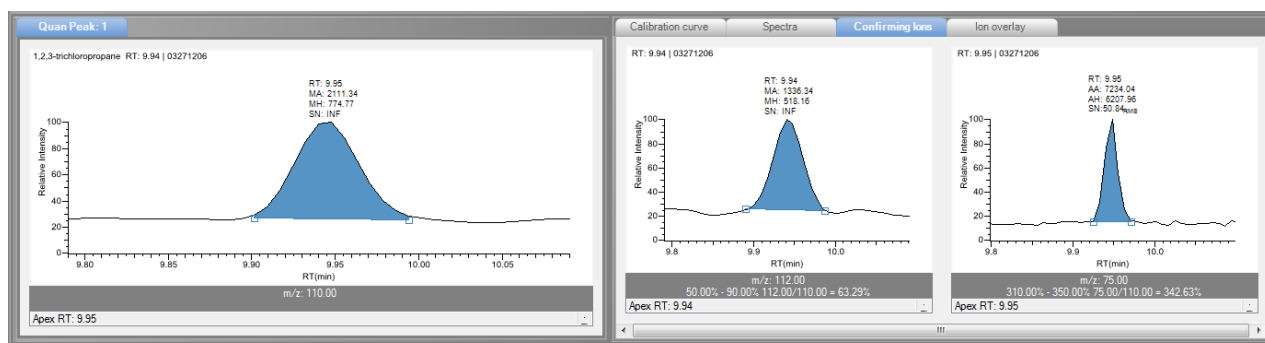 Quan Peak: 1
1,2,3-trichloropropane RT: 9.94 | 03271206
RT: 9.95
MA: 2111.34
MH: 774.77
SN: INF
Relative Intensity
100
80
60
40
20
0
9.80 9.85 9.90 9.95 10.00 10.05
RT(min)
m/z: 110.00
Apex RT: 9.95
Calibration curve Spectra Confirming Ions Ion overlay
RT: 9.94 | 03271206
RT: 9.94
MA: 1336.34
MH: 518.16
SN: INF
Relative Intensity
100
80
60
40
20
0
9.8 9.9 10.0
RT(min)
m/z: 112.00
50.00% - 90.00% 112.00/110.00 = 63.29%
Apex RT: 9.94
RT: 9.95 | 03271206
RT: 9.95
AA: 7234.04
AH: 6207.96
SN:50.84RMS
Relative Intensity
100
80
60
40
20
0
9.8 9.9 10.0
RT(min)
m/z: 75.00
310.00% - 350.00% 75.00/110.00 = 342.63%
Apex RT: 9.95